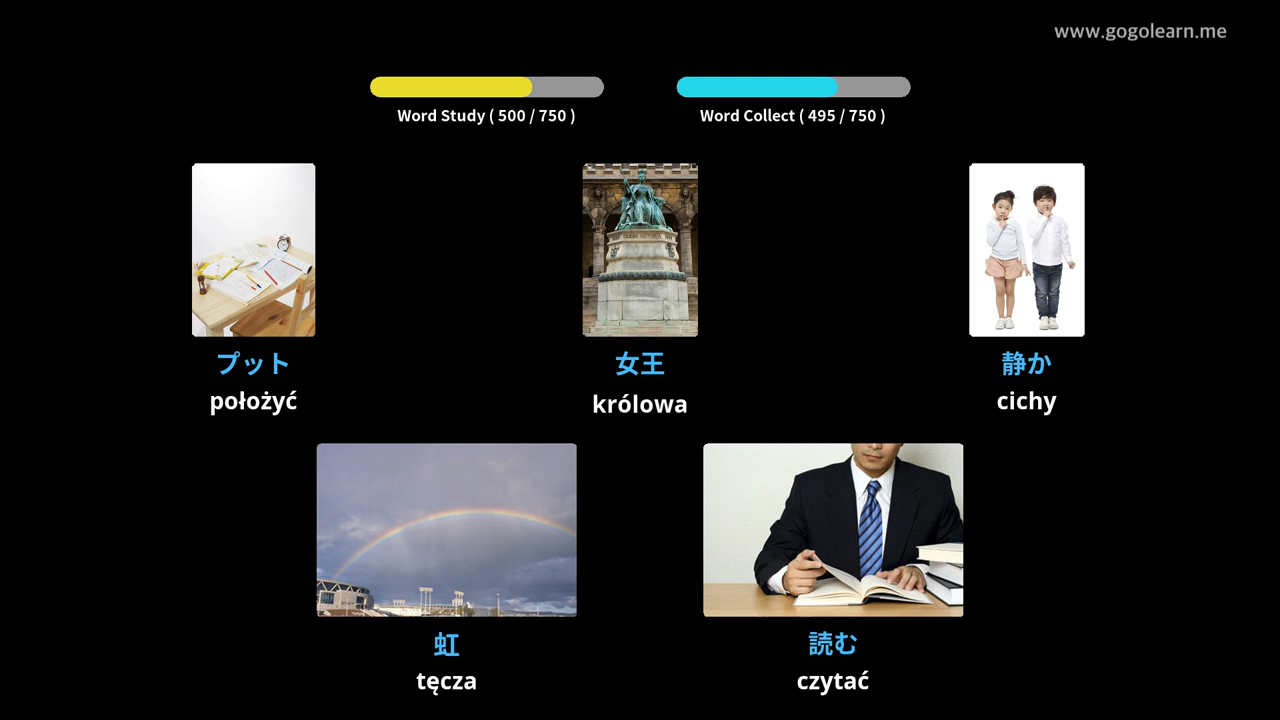 www.gogolearn.me
Word Study ( 500 / 750 )
Word Collect ( 495 / 750 )
プット
położyć
女王
królowa
静か
cichy
虹
tęcza
読む
czytać